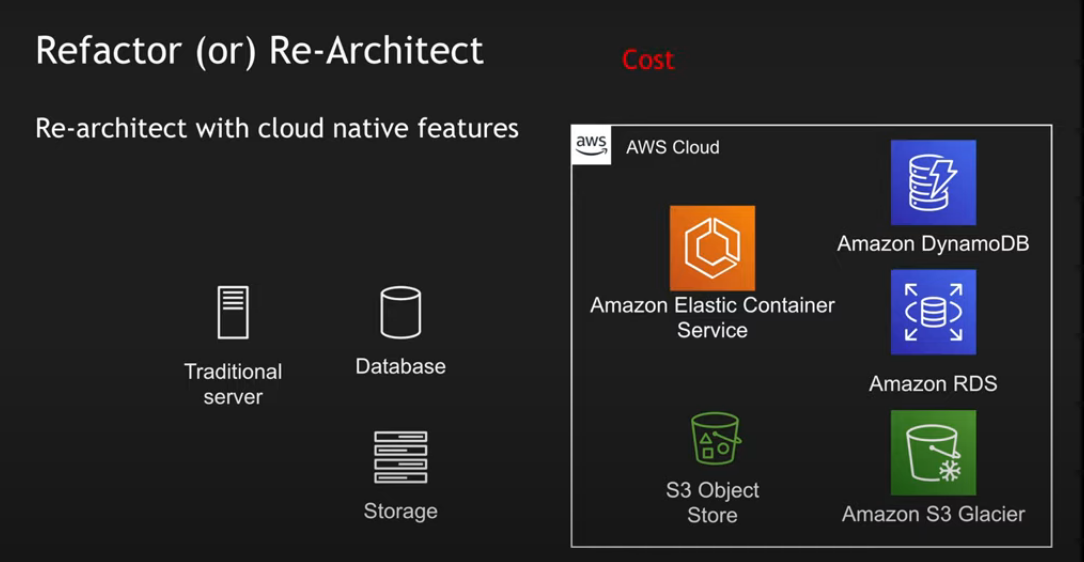 Refactor (or) Re-Architect
Cost
Re-architect with cloud native features
aws
AWS Cloud
Amazon DynamoDB
Amazon Elastic Container
Service
Traditional
server
Database
Amazon RDS
Storage
S3 Object
Store
Amazon S3 Glacier